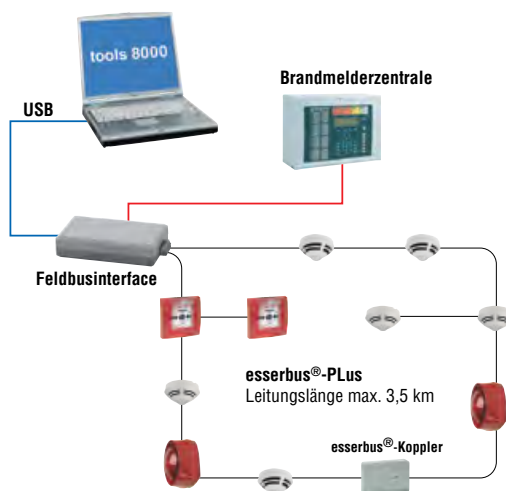 tools 8000
Brandmelderzentrale
USB
Feldbusinterface
esserbus®-PLus
Leitungslänge max. 3,5 km
esserbus®-Koppler